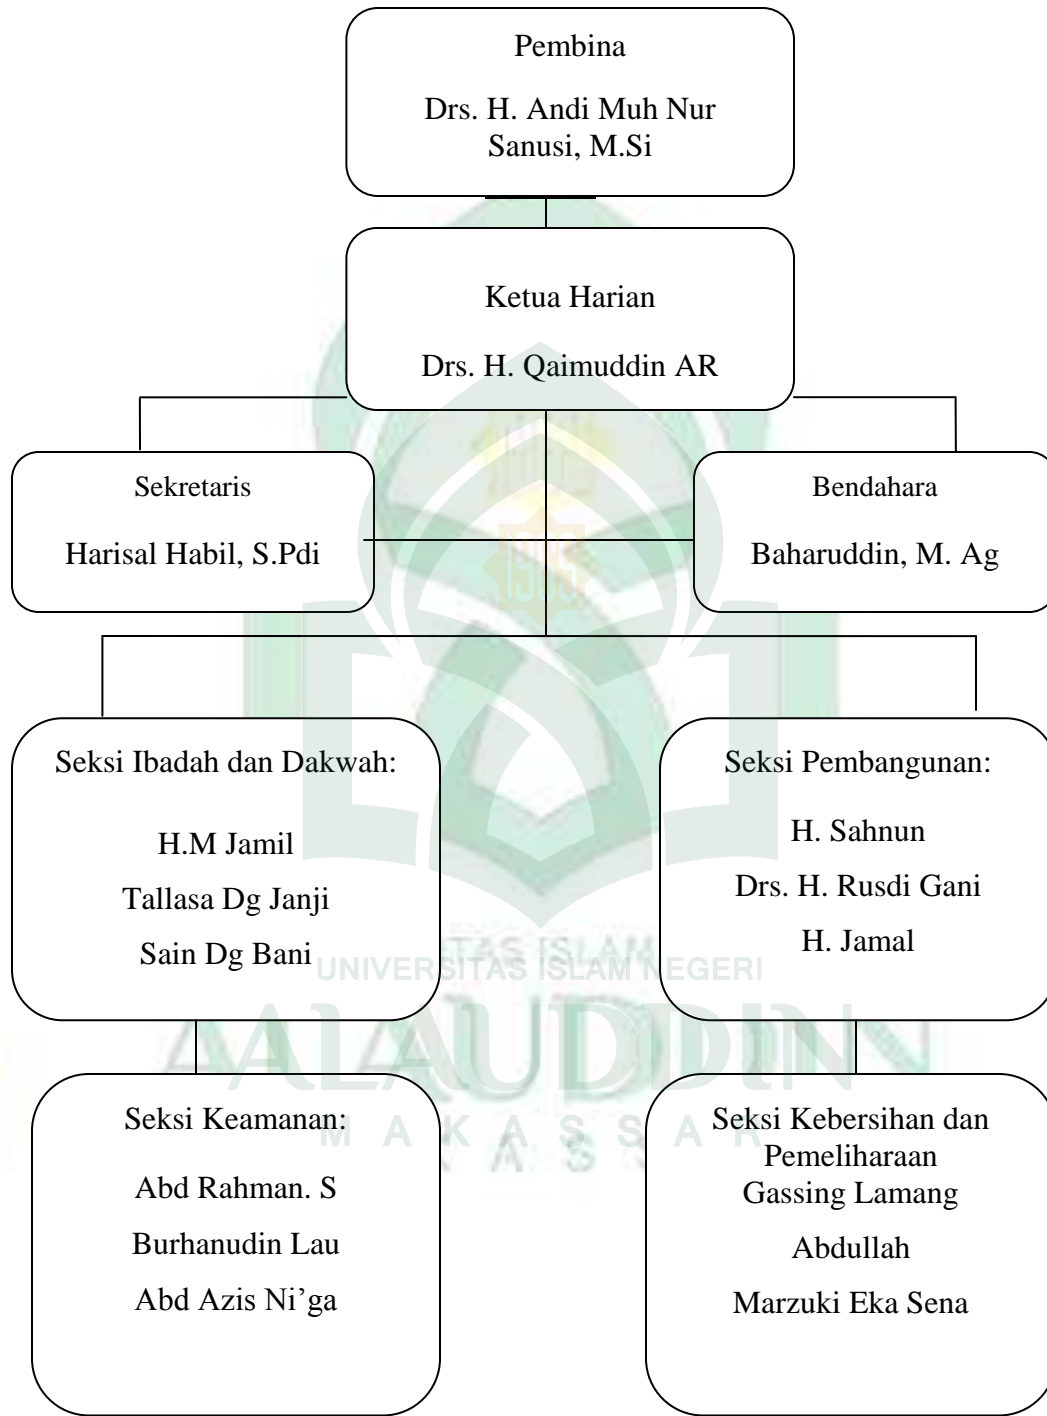 Pembina
Drs. H. Andi Muh Nur
Sanusi, M.Si
Ketua Harian
Drs. H. Qaimuddin AR
Sekretaris
Harisal Habil, S.Pdi
Bendahara
Baharuddin, M. Ag
1965
Seksi Ibadah dan Dakwah:
H.M Jamil
Tallasa Dg Janji
Sain Dg Bani
Seksi Pembangunan:
H. Sahnun
Drs. H. Rusdi Gani
H. Jamal
UNIVERSITAS ISLAM NEGERI
ALAUDDIN
MAKASSAR
Seksi Keamanan:
Abd Rahman. S
Burhanudin Lau
Abd Azis Ni’ga
Seksi Kebersihan dan
Pemeliharaan
Gassing Lamang
Abdullah
Marzuki Eka Sena